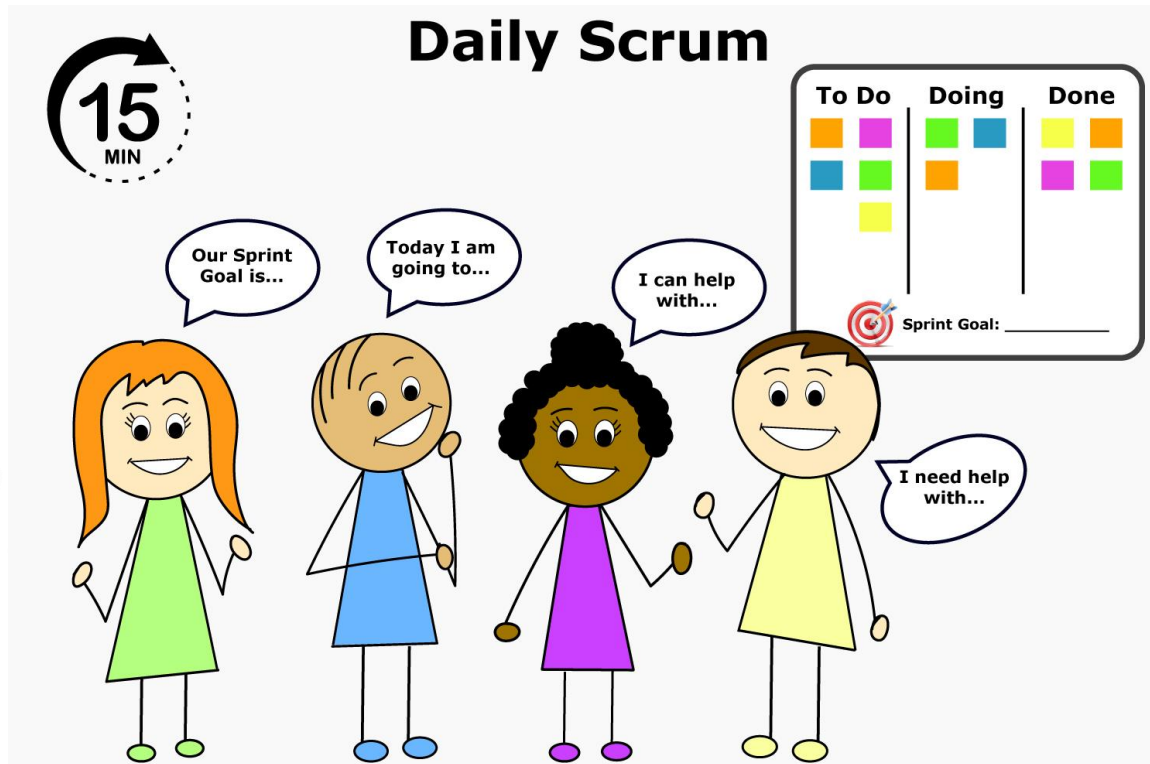 Daily Scrum
15
MIN
To Do
Doing
Done
Our Sprint
Goal is...
Today I am
going to...
I can help
with...
Sprint Goal: ____________
I need help
with...